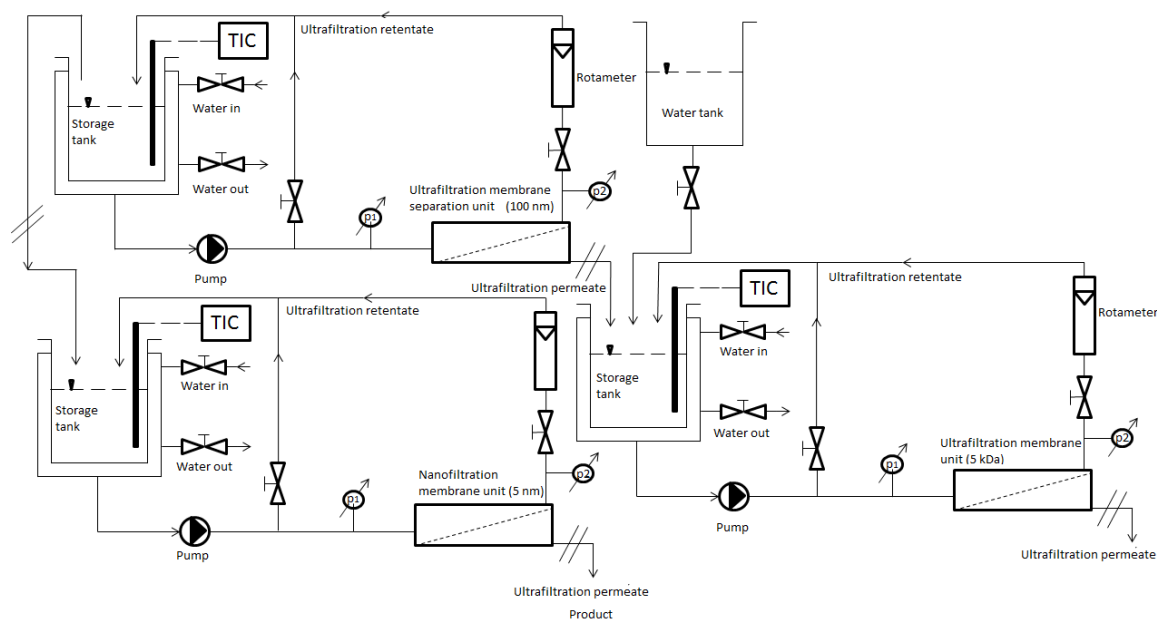 TIC
Ultrafiltration retentate
Rotameter
Water in
Storage
tank
Water tank
Water out
Ultrafiltration membrane
separation unit (100 nm)
p2
p1
Pump
Ultrafiltration permeate
Ultrafiltration retentate
TIC
Rotameter
Water in
Storage
tank
Water out
Ultrafiltration membrane
unit (5 kDa)
p2
p1
Pump
Ultrafiltration permeate
Ultrafiltration retentate
TIC
Water in
Storage
tank
Water out
Nanofiltration
membrane unit (5 nm)
p2
p1
Pump
Ultrafiltration permeate
Product